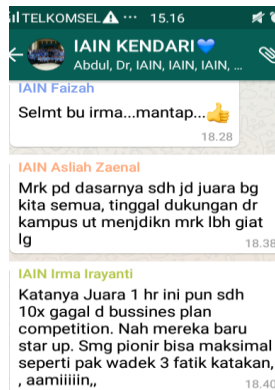 TELKOMSEL ... 15.16
IAIN KENDARI💙
Abdul, Dr, IAIN, IAIN, IAIN, ...
IAIN Faizah
Selmt bu irma...mantap...👍
18.28
IAIN Asliah Zaenal
Mrk pd dasarnya sdh jd juara bg
kita semua, tinggal dukungan dr
kampus ut menjdikn mrk lbh giat
lg
18.38
IAIN Irma Irayanti
Katanya Juara 1 hr ini pun sdh
10x gagal d bussines plan
competition. Nah mereka baru
star up. Smg pionir bisa maksimal
seperti pak wadek 3 fatik katakan,
, aamiiiiin,,
18:40